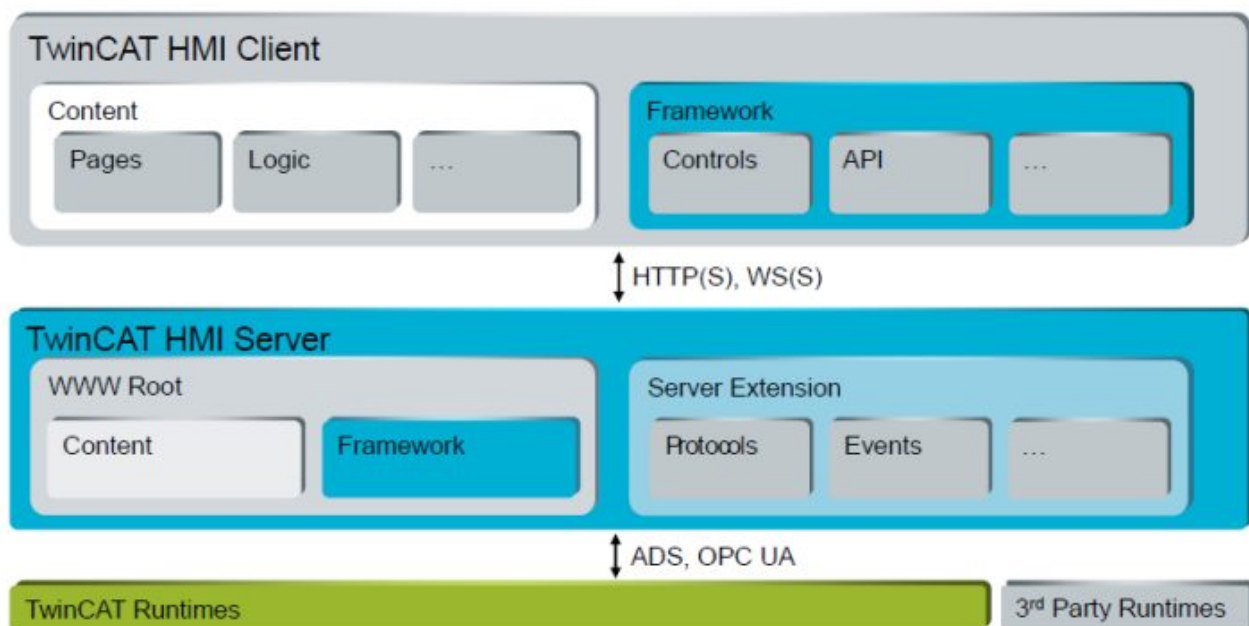 TwinCAT HMI Client
Content
Pages
Logic
...
Framework
Controls
API
...
HTTP(S), WS(S)
TwinCAT HMI Server
WWW Root
Content
Framework
Server Extension
Protocols
Events
...
ADS, OPC UA
TwinCAT Runtimes
3rd Party Runtimes